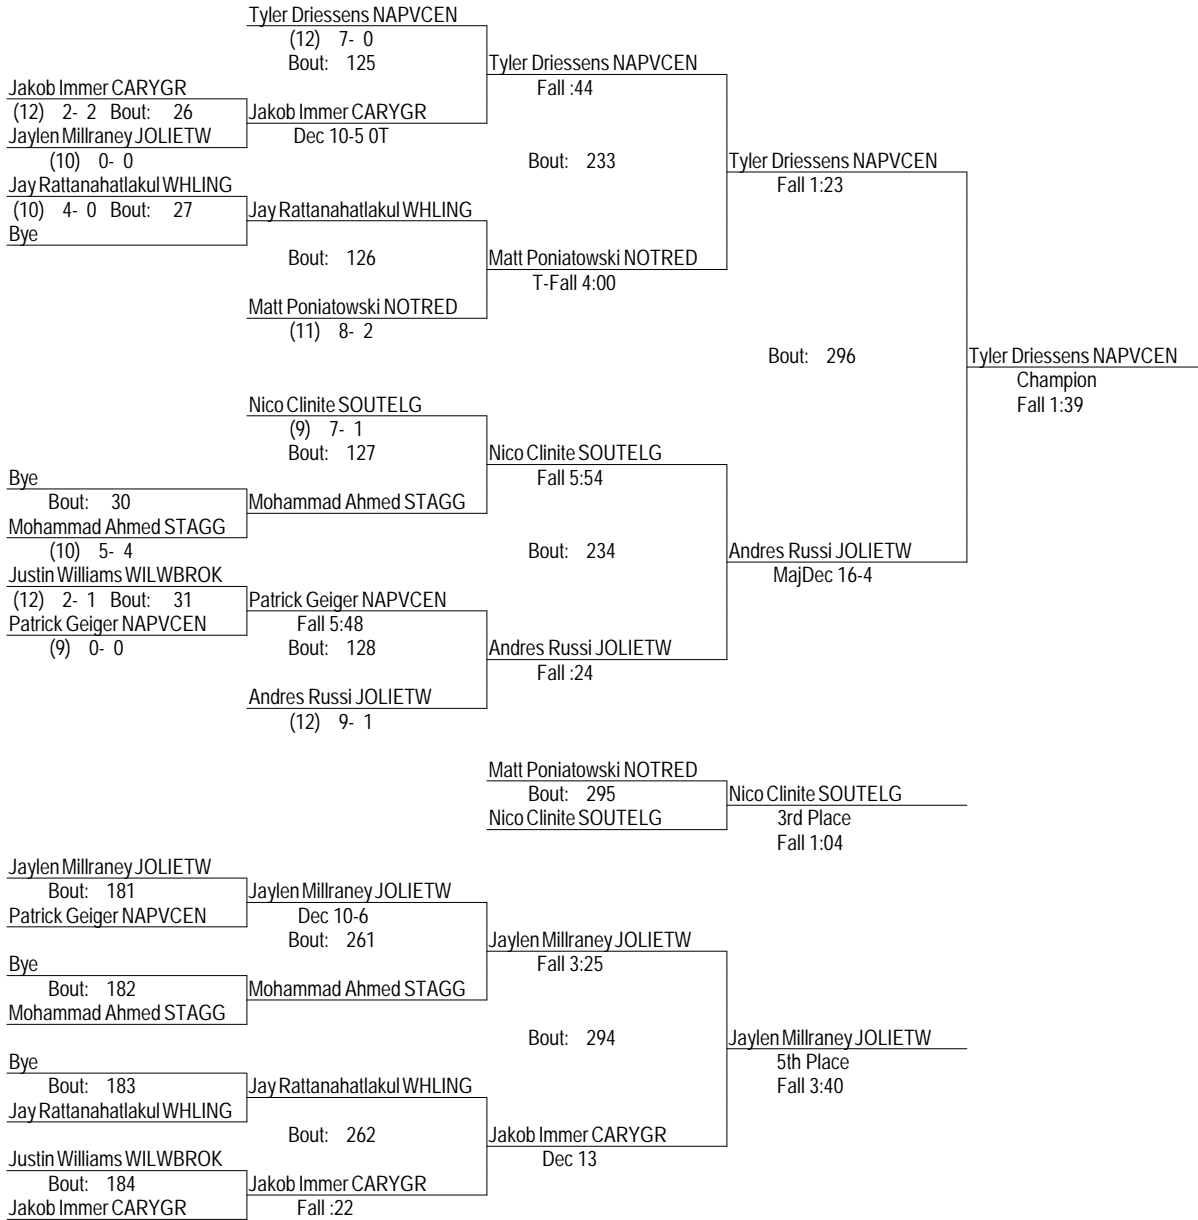 Tyler Driessens NAPVCEN
(12) 7- 0
Bout: 125
Tyler Driessens NAPVCEN
Fall :44
Jakob Immer CARYGR
(12) 2- 2 Bout: 26
Jakob Immer CARYGR
Jaylen Millraney JOLIETW
Dec 10-5 0T
(10) 0- 0
Bout: 233
Tyler Driessens NAPVCEN
Jay Rattanahatlakul WHLING
Fall 1:23
(10) 4- 0 Bout: 27
Jay Rattanahatlakul WHLING
Bye
Bout: 126
Matt Poniatowski NOTRED
T-Fall 4:00
Matt Poniatowski NOTRED
(11) 8- 2
Bout: 296
Tyler Driessens NAPVCEN
Champion
Fall 1:39
Nico Clinite SOUTELG
(9) 7- 1
Bout: 127
Nico Clinite SOUTELG
Fall 5:54
Bye
Bout: 30
Mohammad Ahmed STAGG
Mohammad Ahmed STAGG
(10) 5- 4
Bout: 234
Andres Russi JOLIETW
MajDec 16-4
Justin Williams WILWBROK
(12) 2- 1 Bout: 31
Patrick Geiger NAPVCEN
Patrick Geiger NAPVCEN
Fall 5:48
(9) 0- 0
Bout: 128
Andres Russi JOLIETW
Fall :24
Andres Russi JOLIETW
(12) 9- 1
Matt Poniatowski NOTRED
Bout: 295
Nico Clinite SOUTELG
Nico Clinite SOUTELG
3rd Place
Fall 1:04
Jaylen Millraney JOLIETW
Bout: 181
Jaylen Millraney JOLIETW
Patrick Geiger NAPVCEN
Dec 10-6
Bout: 261
Jaylen Millraney JOLIETW
Fall 3:25
Bye
Bout: 182
Mohammad Ahmed STAGG
Mohammad Ahmed STAGG
Bout: 294
Jaylen Millraney JOLIETW
5th Place
Fall 3:40
Bye
Bout: 183
Jay Rattanahatlakul WHLING
Jay Rattanahatlakul WHLING
Bout: 262
Jakob Immer CARYGR
Dec 13
Justin Williams WILWBROK
Bout: 184
Jakob Immer CARYGR
Jakob Immer CARYGR
Fall :22